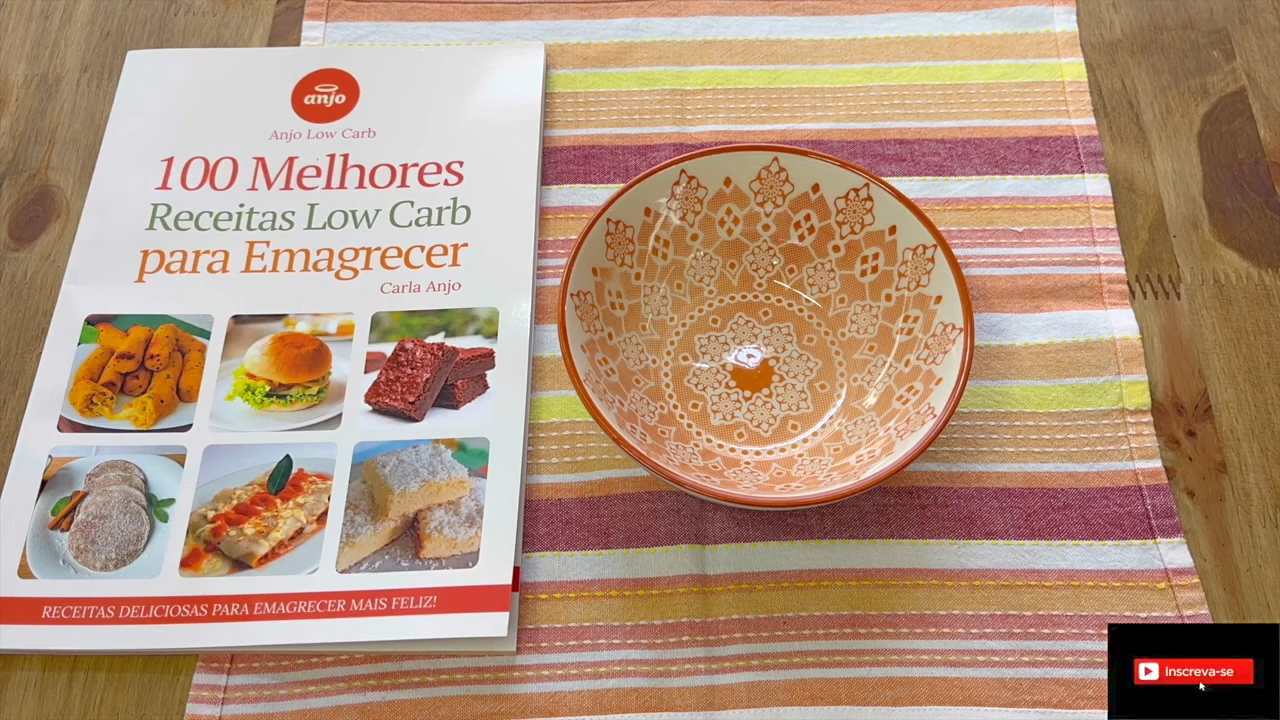 anjo
Anjo Low Carb
100 Melhores
Receitas Low Carb
para Emagrecer
Carla Anjo
RECEITAS DELICIOSAS PARA EMAGRECER MAIS FELIZ!
Inscreva-se